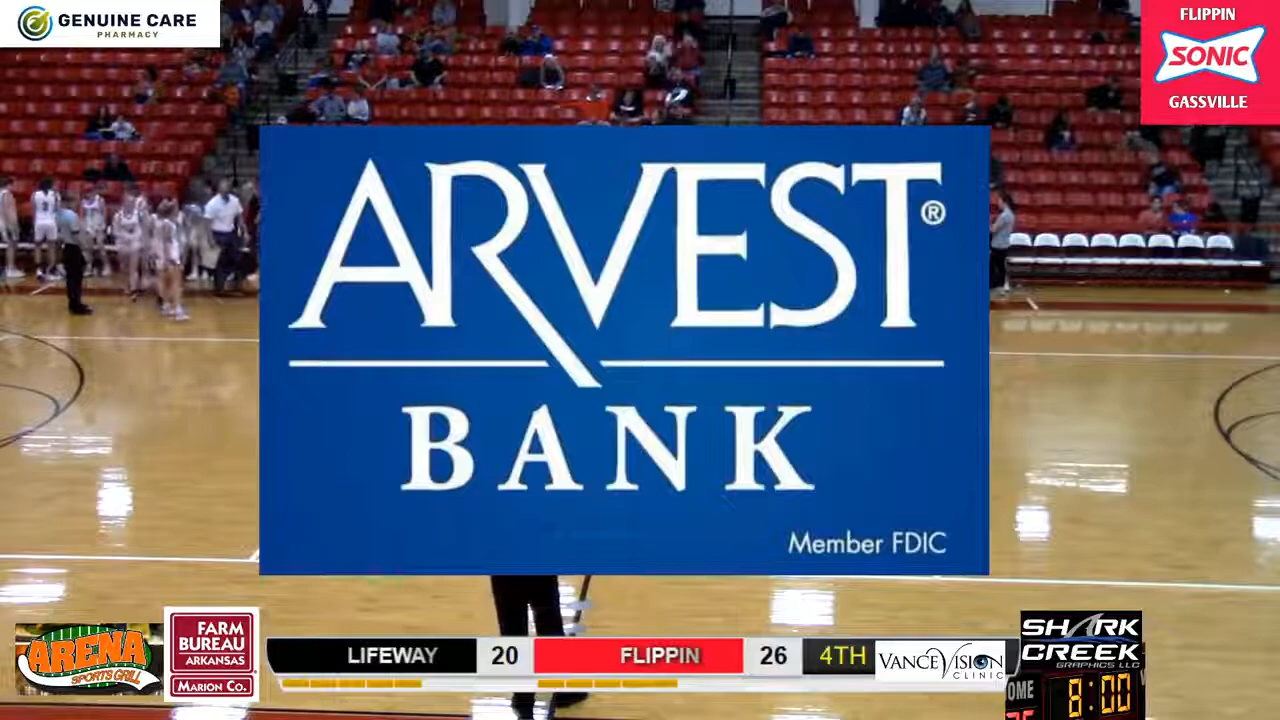 GENUINE CARE
PHARMACY
FLIPPIN
SONIC
GASSVILLE
ARVEST®
BANK
Member FDIC
ARENA
SPORTS GRILL
FARM
BUREAU
ARKANSAS
MARION CO.
LIFEWAY 20 FLIPPIN 26 4TH
VANCE VISION
CLINIC
SHARK
CREEK
GRAPHICS LLC
OME
8:00